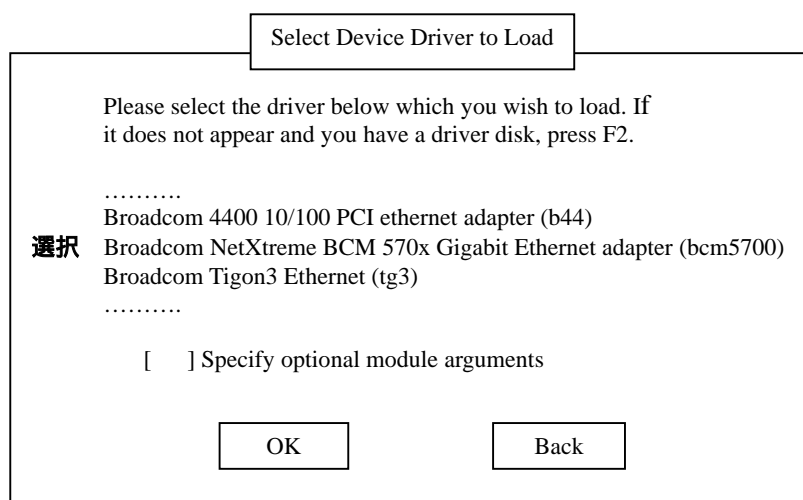 Select Device Driver to Load
Please select the driver below which you wish to load. If
it does not appear and you have a driver disk, press F2.
……….
Broadcom 4400 10/100 PCI ethernet adapter (b44)
選択 Broadcom NetXtreme BCM 570x Gigabit Ethernet adapter (bcm5700)
Broadcom Tigon3 Ethernet (tg3)
……….
[ ] Specify optional module arguments
OK Back